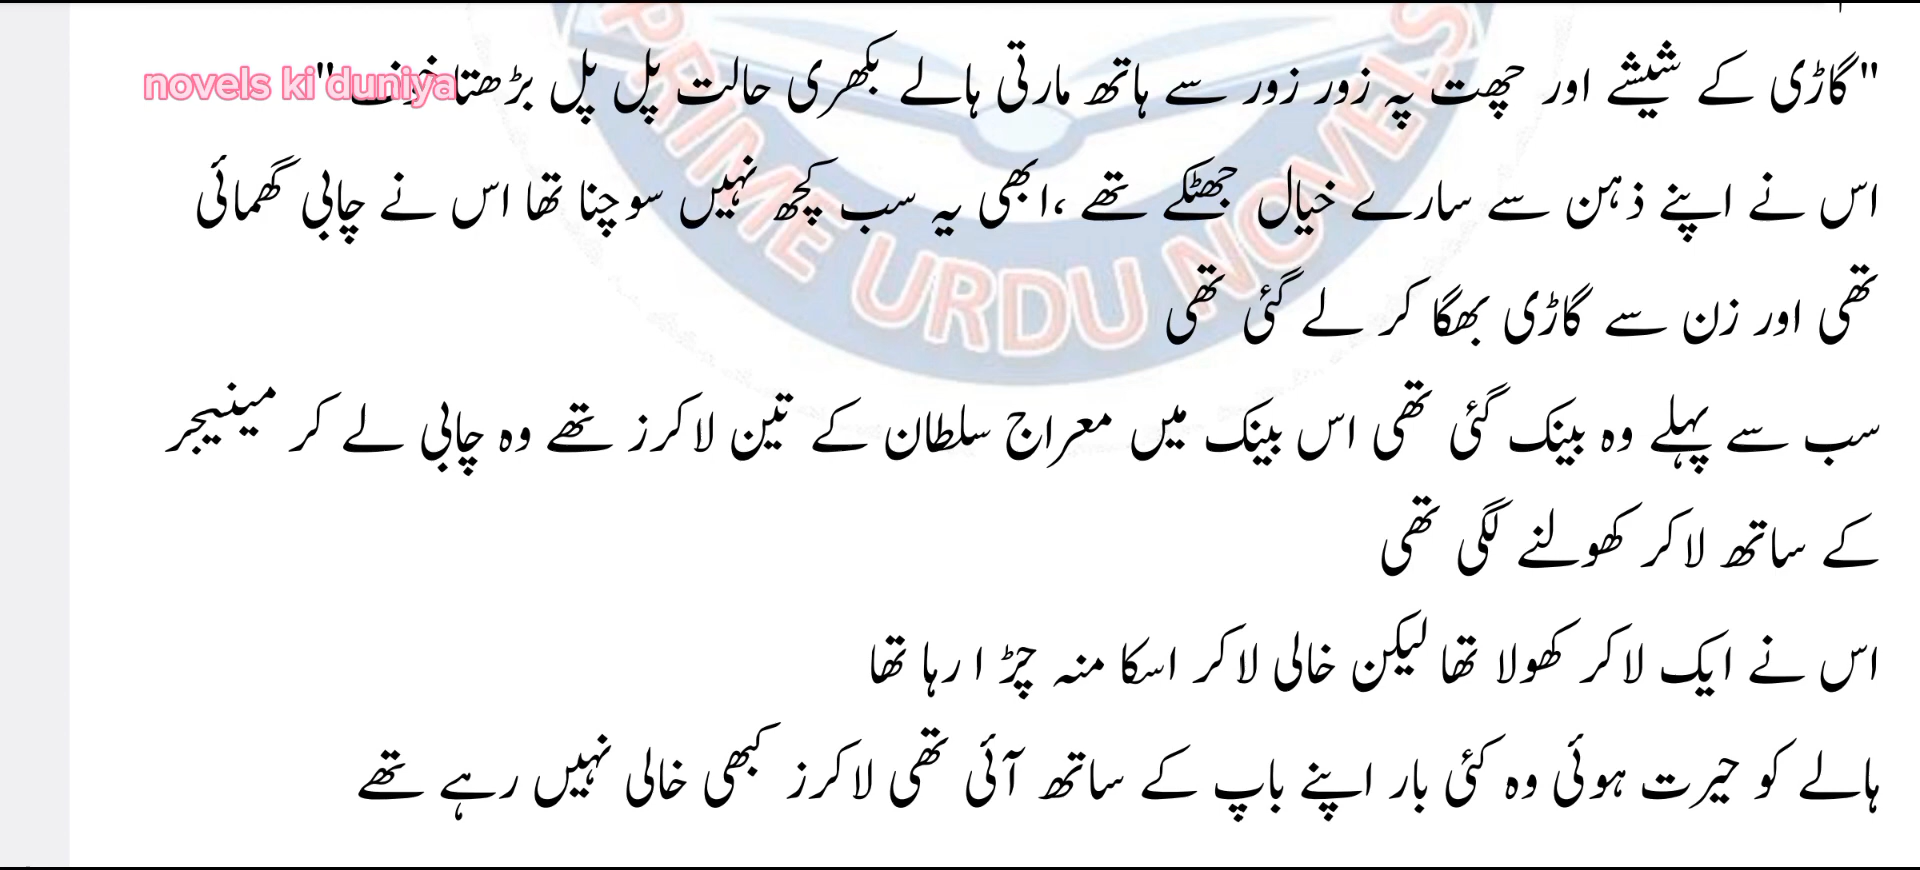 "گاڑی کے شیشے اور چھت پہ زور زور سے ہاتھ مارتی ہالے بکھری حالت پل پل بڑھتا خوف"
novels ki duniya
اس نے اپنے ذہن سے سارے خیال جھٹکے تھے ،ابھی یہ سب کچھ نہیں سوچنا تھا اس نے چابی گھمائی
تھی اور زن سے گاڑی بھگا کر لے گئی تھی
سب سے پہلے وہ بینک گئی تھی اس بینک میں معراج سلطان کے تین لاکرز تھے وہ چابی لے کر مینیجر
کے ساتھ لاکر کھولنے لگی تھی
اس نے ایک لاکر کھولا تھا لیکن خالی لاکر اسکا منہ چڑ ا رہا تھا
ہالے کو حیرت ہوئی وہ کئی بار اپنے باپ کے ساتھ آئی تھی لاکرز کبھی خالی نہیں رہے تھے
PRIME URDU NOVELS